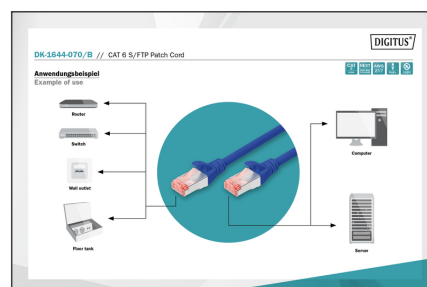 DIGITUS®
DK-1644-070/B // CAT 6 S/FTP Patch Cord
Anwendungsbeispiel
Example of use
Router
Switch
Wall outlet
Floor tank
Computer
Server